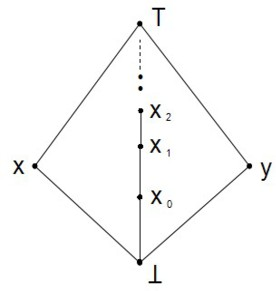 T
x₂
x₁
x y
x₀
⊥